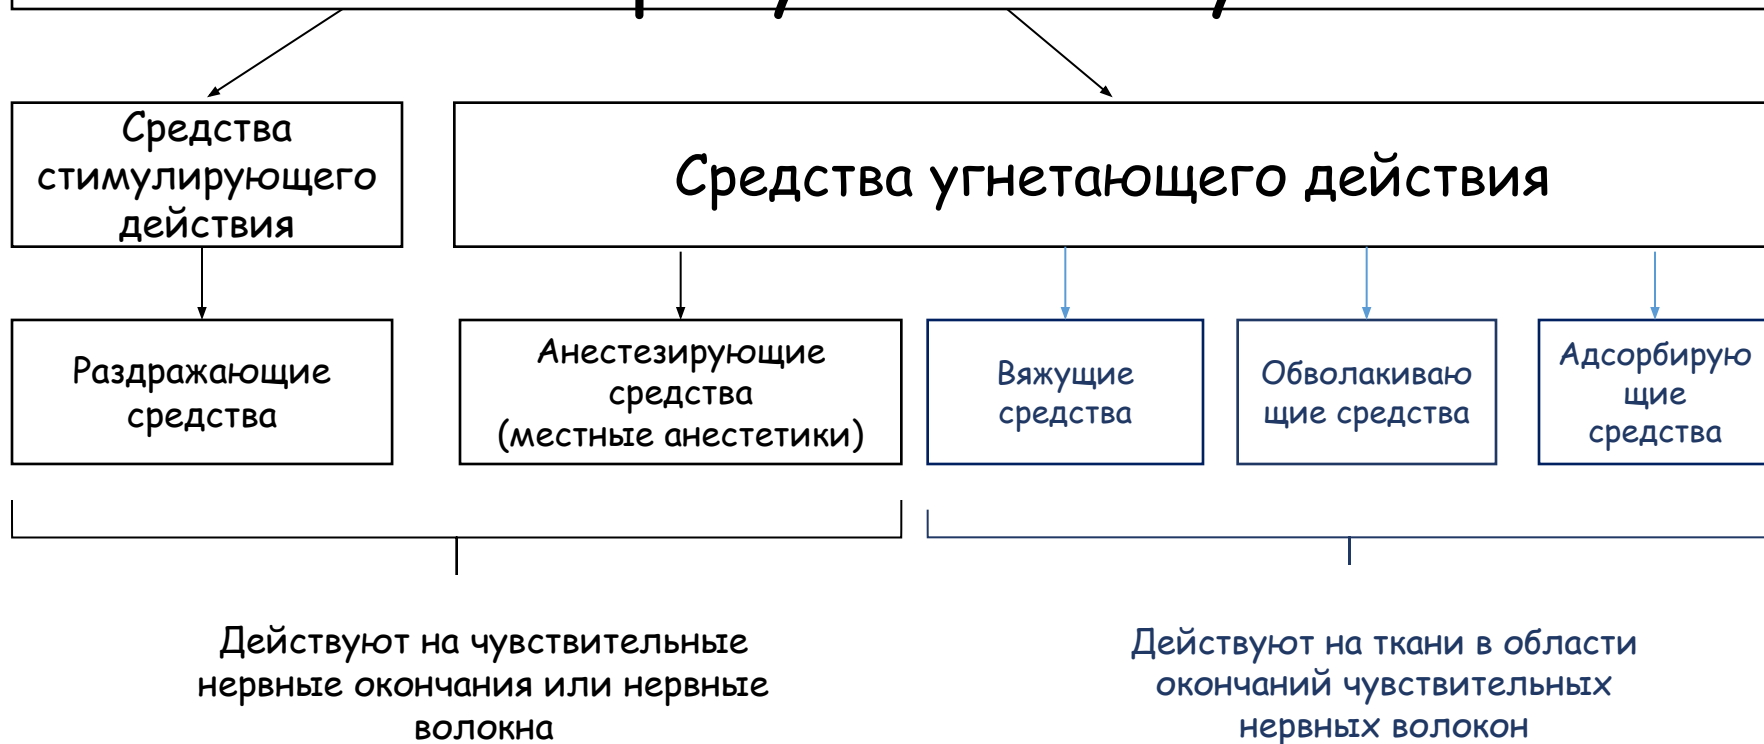 Средства
стимулирующего
действия
Средства угнетающего действия
Раздражающие
средства
Анестезирующие
средства
(местные анестетики)
Вяжущие
средства
Обволакиваю
щие средства
Адсорбирую
щие
средства
Действуют на чувствительные
нервные окончания или нервные
волокна
Действуют на ткани в области
окончаний чувствительных
нервных волокон